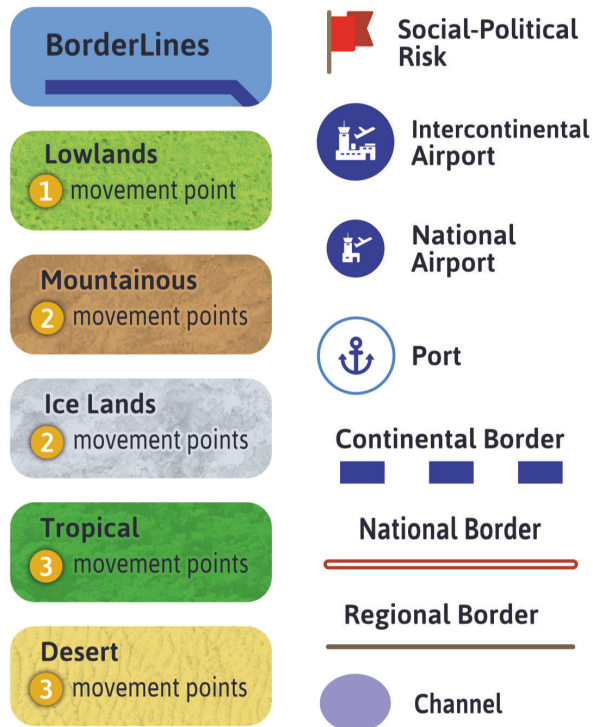 BorderLines
Lowlands
1 movement point
Mountainous
2 movement points
Ice Lands
2 movement points
Tropical
3 movement points
Desert
3 movement points
Social-Political
Risk
Intercontinental
Airport
National
Airport
Port
Continental Border
National Border
Regional Border
Channel